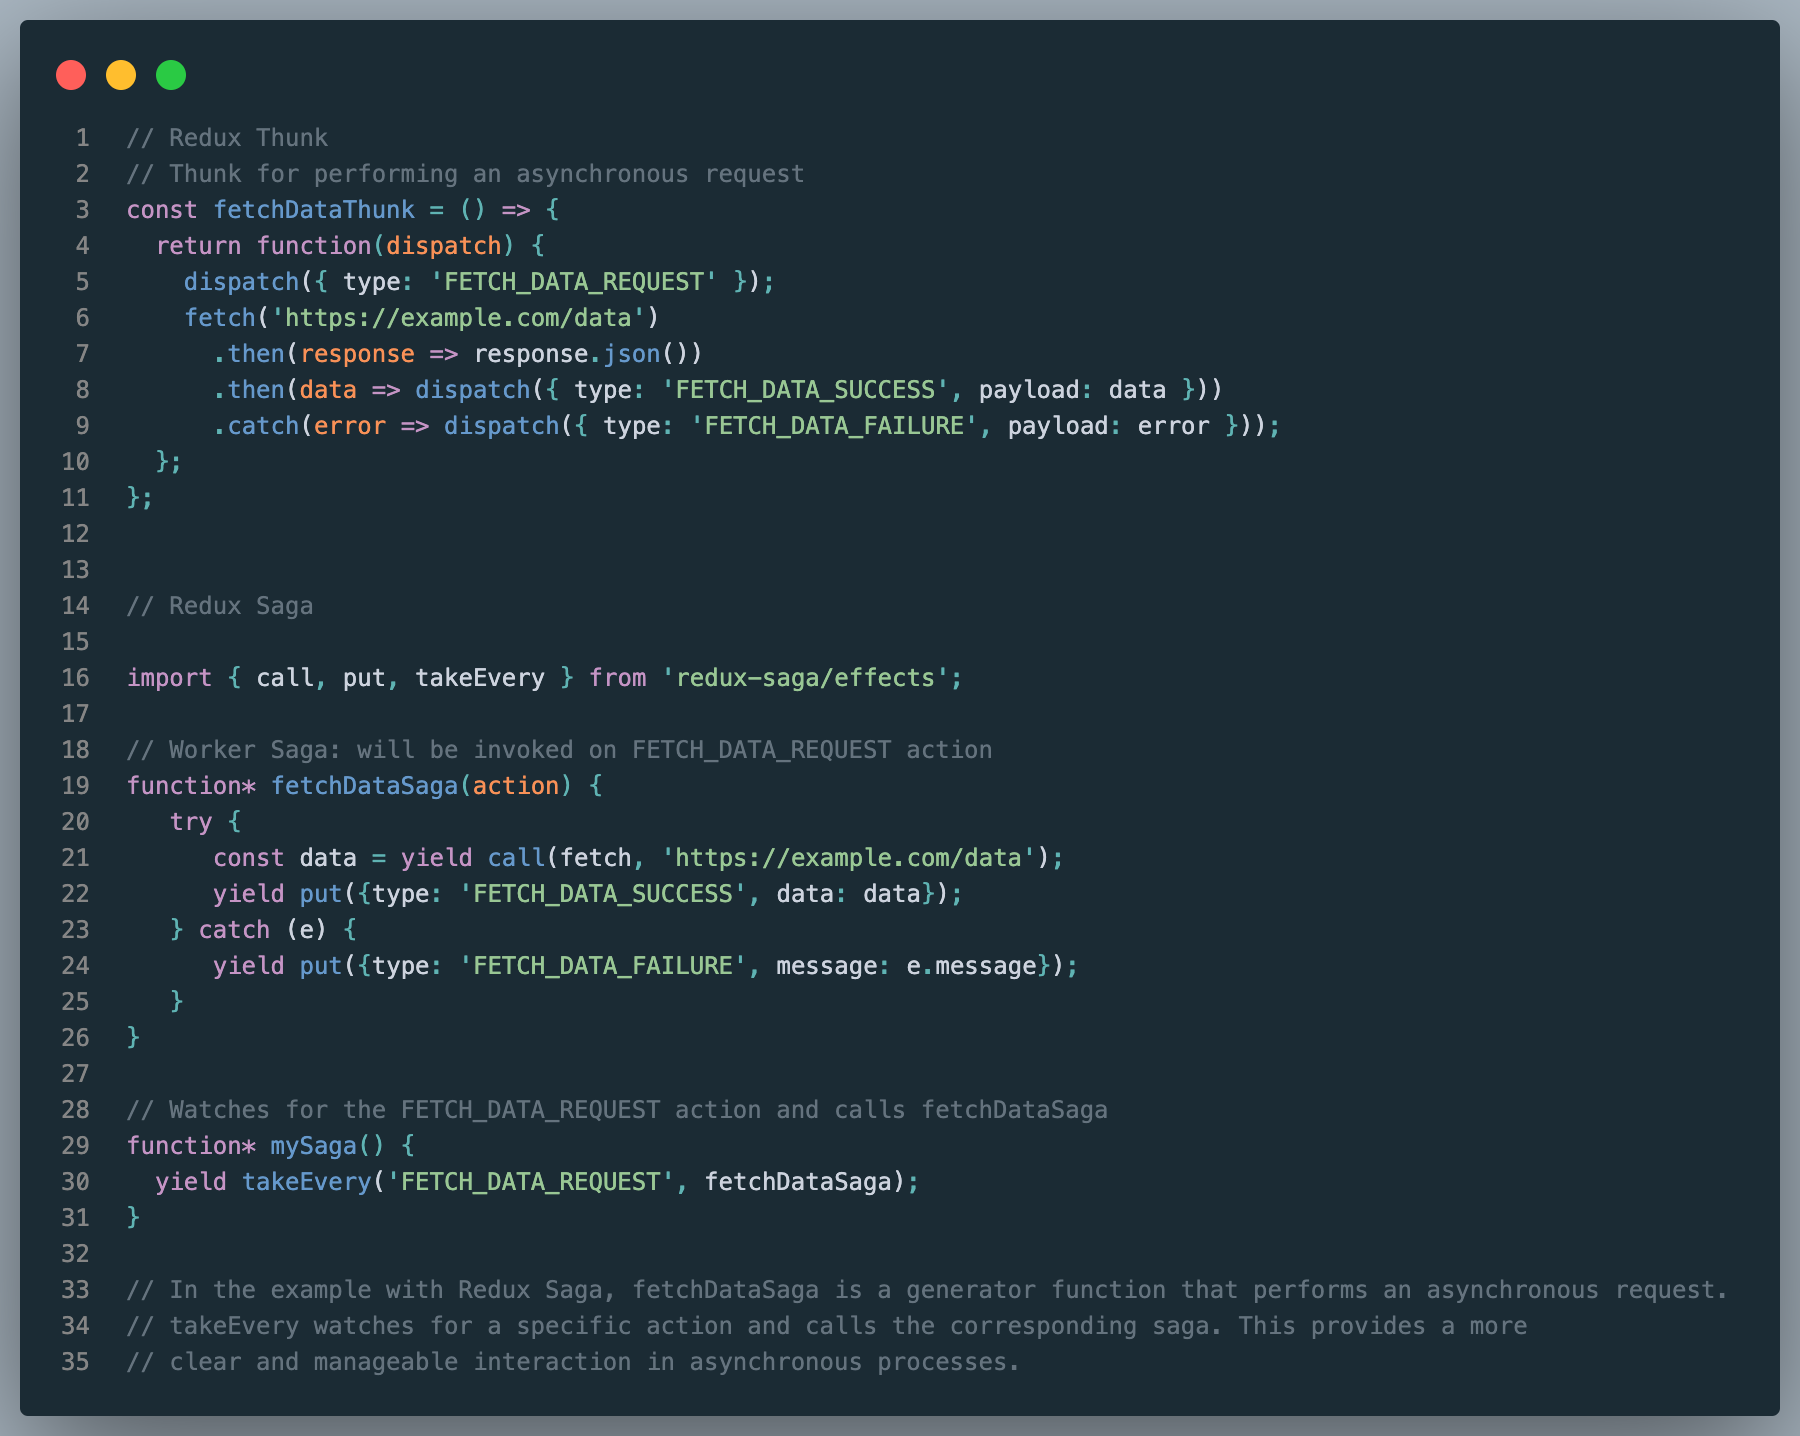 1 // Redux Thunk
2 // Thunk for performing an asynchronous request
3 const fetchDataThunk = () => {
4   return function(dispatch) {
5     dispatch({ type: 'FETCH_DATA_REQUEST' });
6     fetch('https://example.com/data')
7       .then(response => response.json())
8       .then(data => dispatch({ type: 'FETCH_DATA_SUCCESS', payload: data }))
9       .catch(error => dispatch({ type: 'FETCH_DATA_FAILURE', payload: error }));
10   };
11 };
12
13
14 // Redux Saga
15
16 import { call, put, takeEvery } from 'redux-saga/effects';
17
18 // Worker Saga: will be invoked on FETCH_DATA_REQUEST action
19 function* fetchDataSaga(action) {
20    try {
21       const data = yield call(fetch, 'https://example.com/data');
22       yield put({type: 'FETCH_DATA_SUCCESS', data: data});
23    } catch (e) {
24       yield put({type: 'FETCH_DATA_FAILURE', message: e.message});
25    }
26 }
27
28 // Watches for the FETCH_DATA_REQUEST action and calls fetchDataSaga
29 function* mySaga() {
30   yield takeEvery('FETCH_DATA_REQUEST', fetchDataSaga);
31 }
32
33 // In the example with Redux Saga, fetchDataSaga is a generator function that performs an asynchronous request.
34 // takeEvery watches for a specific action and calls the corresponding saga. This provides a more
35 // clear and manageable interaction in asynchronous processes.